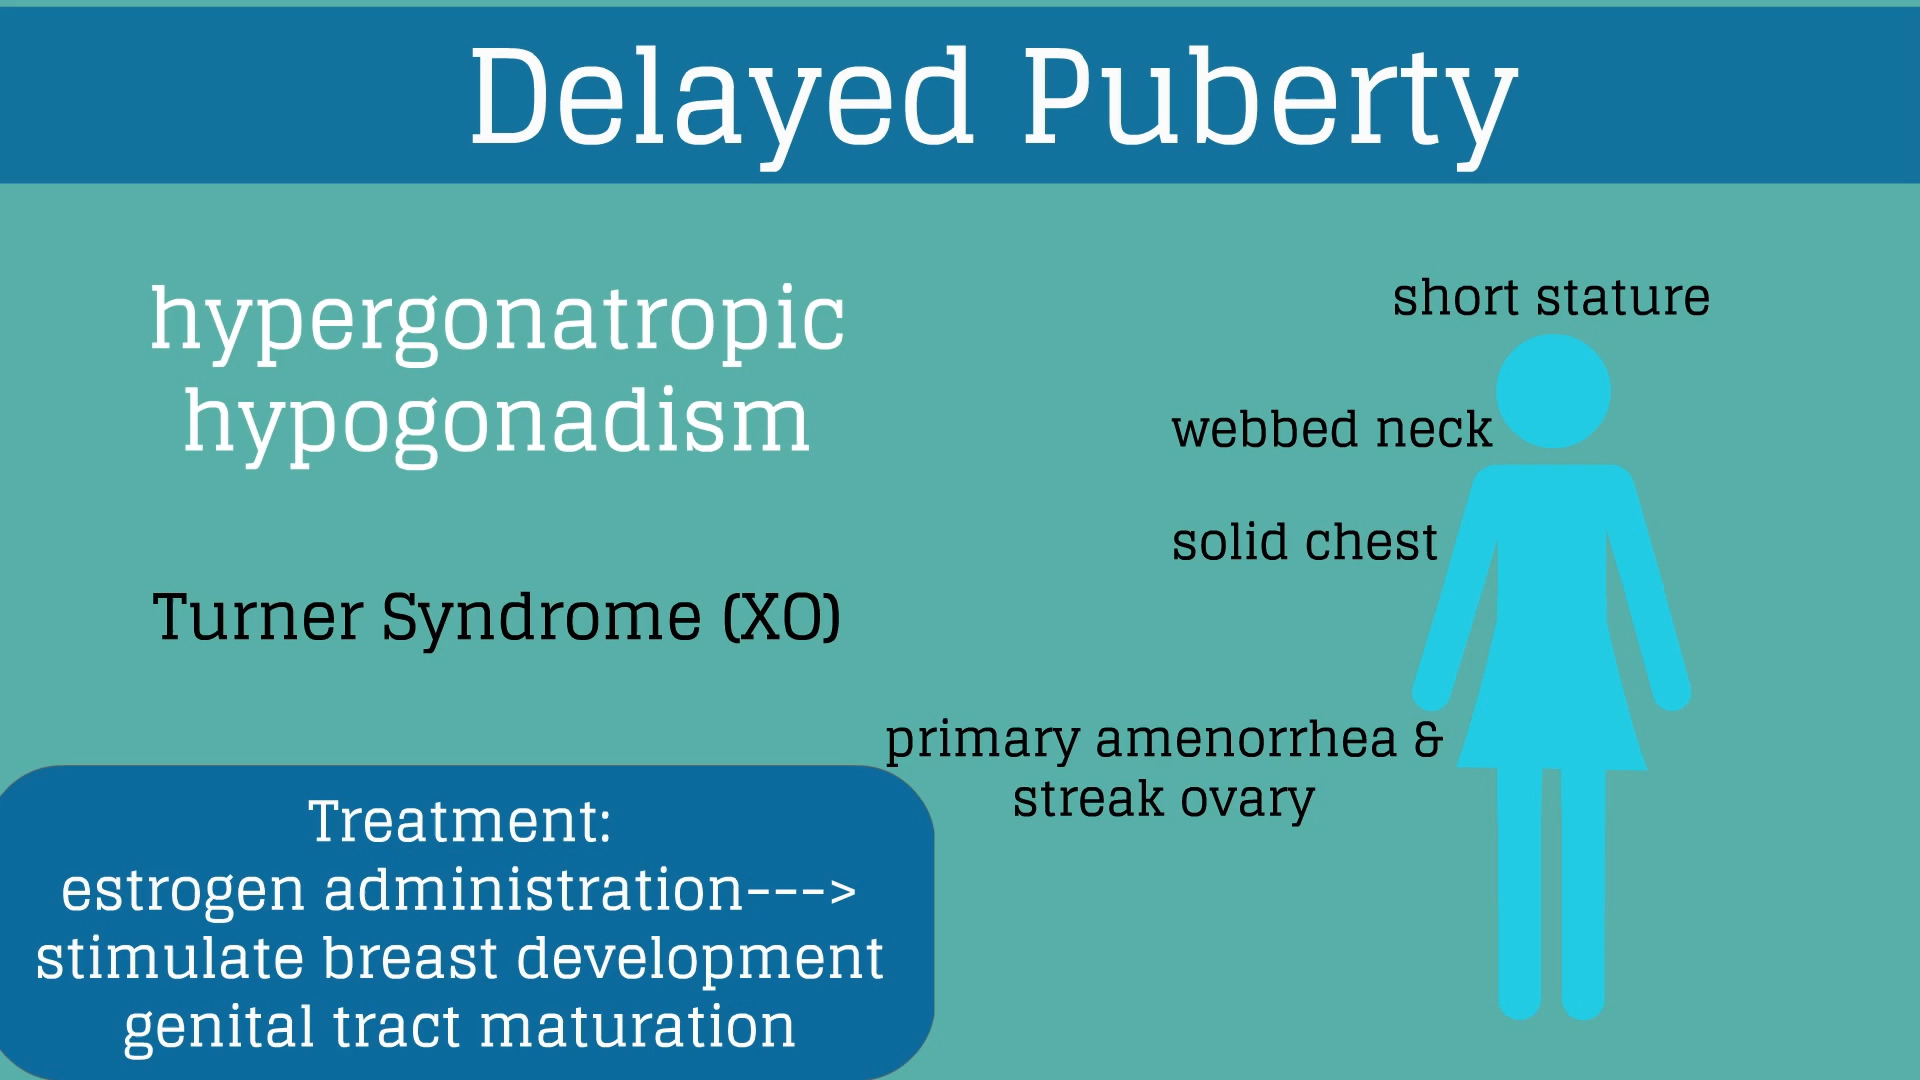 Delayed Puberty
hypergonatropic
hypogonadism
Turner Syndrome (XO)
short stature
webbed neck
solid chest
primary amenorrhea &
streak ovary
Treatment:
estrogen administration--->
stimulate breast development
genital tract maturation